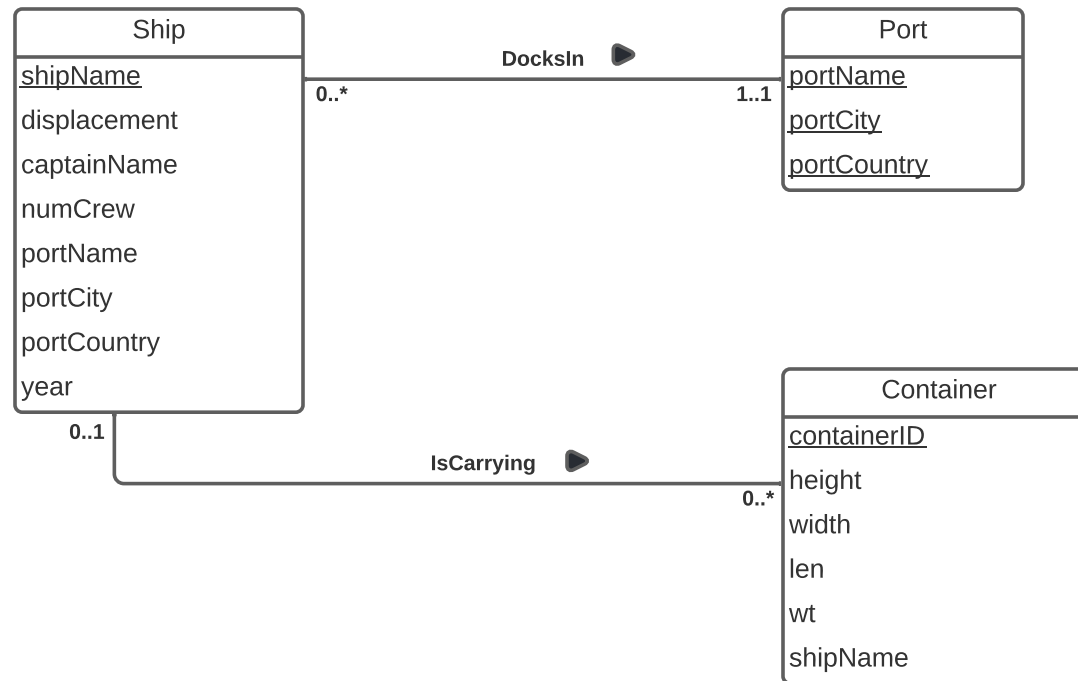 Ship
shipName
displacement
captainName
numCrew
portName
portCity
portCountry
year
DocksIn
0..*
1..1
Port
portName
portCity
portCountry
0..1
IsCarrying
0..*
Container
containerID
height
width
len
wt
shipName